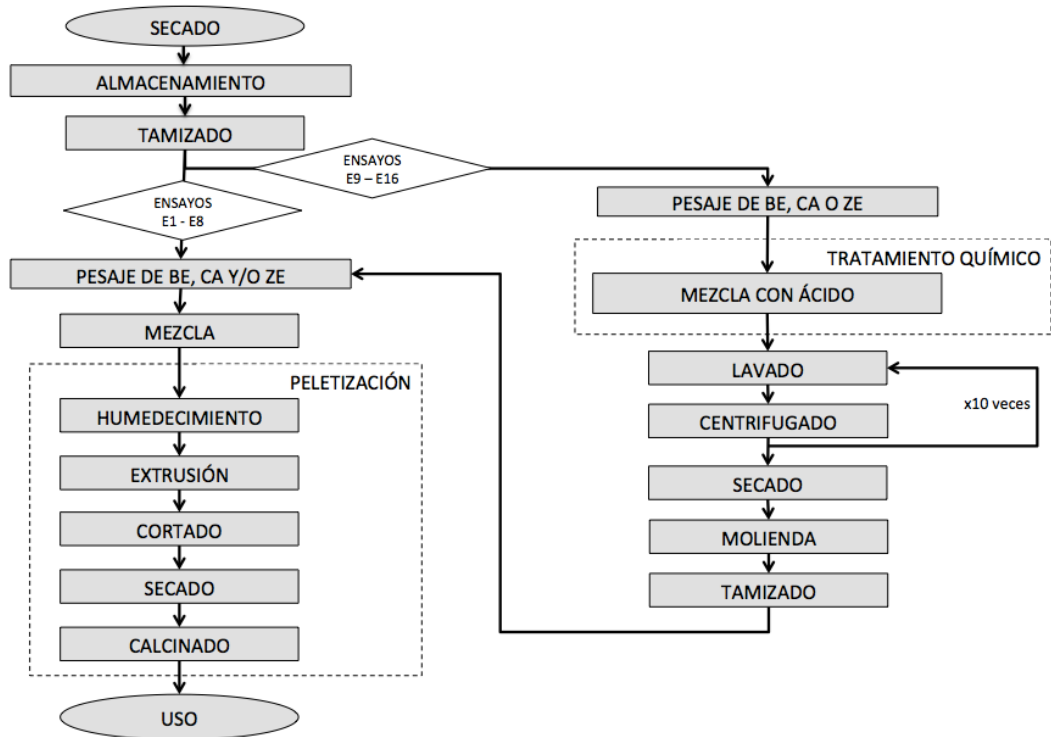 SECADO
ALMACENAMIENTO
TAMIZADO
ENSAYOS
E9 – E16
ENSAYOS
E1 - E8
PESAJE DE BE, CA Y/O ZE
MEZCLA
PELETIZACIÓN
HUMEDECIMIENTO
EXTRUSIÓN
CORTADO
SECADO
CALCINADO
USO
PESAJE DE BE, CA O ZE
TRATAMIENTO QUÍMICO
MEZCLA CON ÁCIDO
LAVADO
x10 veces
CENTRIFUGADO
SECADO
MOLIENDA
TAMIZADO